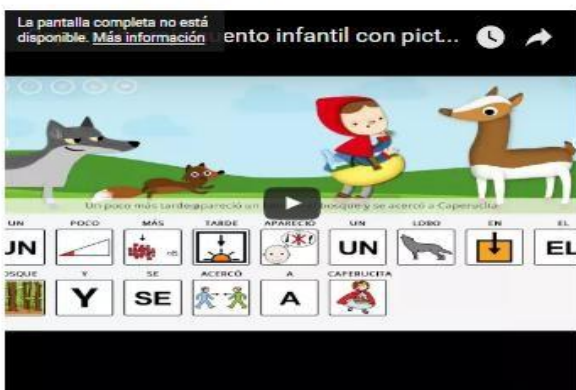 La pantalla completa no está
disponible. Más información
ento infantil con pict...
Un poco más tarde apareció un bosque y se acercó a Caperucita
UN POCO MÁS TARDE APARECIÓ UN LOBO EN EL
UN UN EL
OSQUE Y SE ACERCÓ A CAPERUCITA
Y SE A